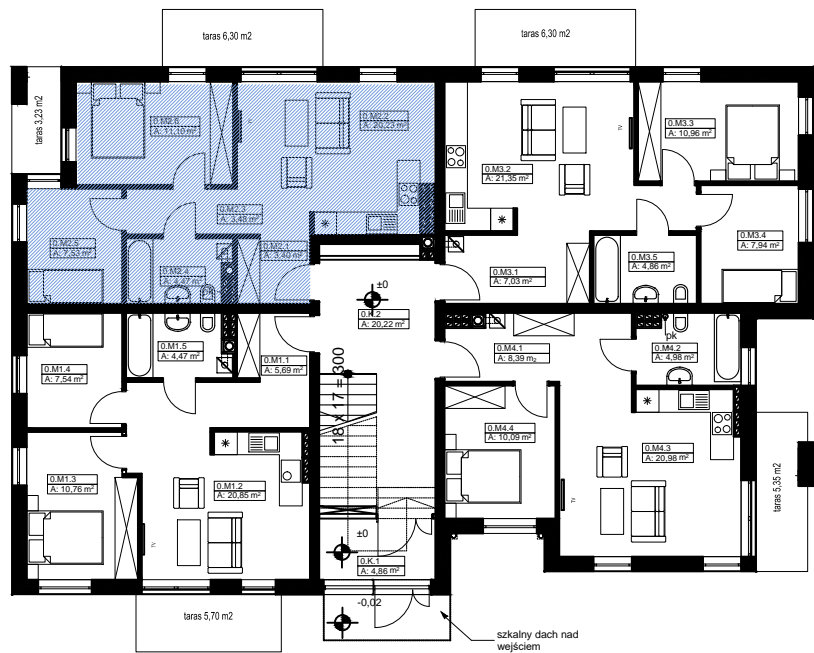 taras 6,30 m2
taras 6,30 m2
taras 3,23 m2
0.M2.6
A: 11,10 m²
0.M2.2
A: 20,23 m²
TV
0.M3.2
A: 21,35 m²
TV
0.M3.3
A: 10,96 m²
0.M2.3
A: 3,48 m²
0.M2.5
A: 7,53 m²
0.M2.4
A: 4,47 m²
pk
0.M2.1
A: 3,40 m²
0.M3.1
A: 7,03 m²
0.M3.5
A: 4,86 m²
0.M3.4
A: 7,94 m²
±0
0.K.2
A: 20,22 m²
0.M1.4
A: 7,54 m²
0.M1.5
A: 4,47 m²
0.M1.1
A: 5,69 m²
18 x 17 = 300
0.M4.1
A: 8,39 m²
pk
0.M4.2
A: 4,98 m²
0.M4.4
A: 10,09 m²
0.M4.3
A: 20,98 m²
TV
0.M1.3
A: 10,76 m²
0.M1.2
A: 20,85 m²
TV
taras 5,35 m2
±0
0.K.1
A: 4,86 m²
-0,02
taras 5,70 m2
szkalny dach nad
wejściem